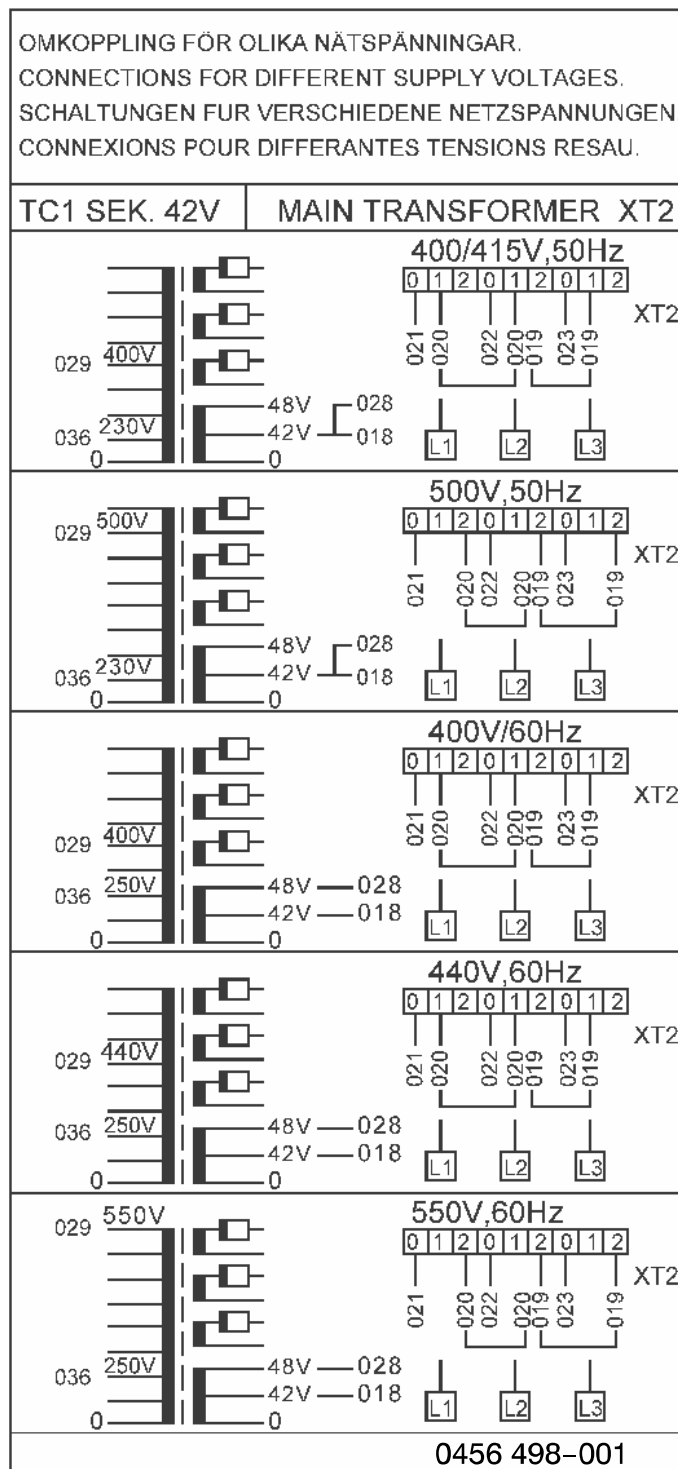 OMKOPPLING FÖR OLIKA NÄTSPÄNNINGAR.
CONNECTIONS FOR DIFFERENT SUPPLY VOLTAGES.
SCHALTUNGEN FUR VERSCHIEDENE NETZSPANNUNGEN
CONNEXIONS POUR DIFFERANTES TENSIONS RESAU.
TC1 SEK. 42V MAIN TRANSFORMER XT2
400/415V,50Hz
0 1 2 0 1 2 0 1 2
XT2
021 020 022 020 019 023 019
029 400V
48V 028
036 230V 42V 018
0 0
L1 L2 L3
500V,50Hz
0 1 2 0 1 2 0 1 2
029 500V
XT2
021 020 022 020 019 023 019
48V 028
036 230V 42V 018
0 0
L1 L2 L3
400V/60Hz
0 1 2 0 1 2 0 1 2
XT2
021 020 022 020 019 023 019
029 400V
036 250V 48V 028
42V 018
0 0
L1 L2 L3
440V,60Hz
0 1 2 0 1 2 0 1 2
XT2
029 440V
021 020 022 020 019 023 019
036 250V 48V 028
42V 018
0 0
L1 L2 L3
550V,60Hz
029 550V
0 1 2 0 1 2 0 1 2
XT2
021 020 022 020 019 023 019
036 250V 48V 028
42V 018
0 0
L1 L2 L3
0456 498-001